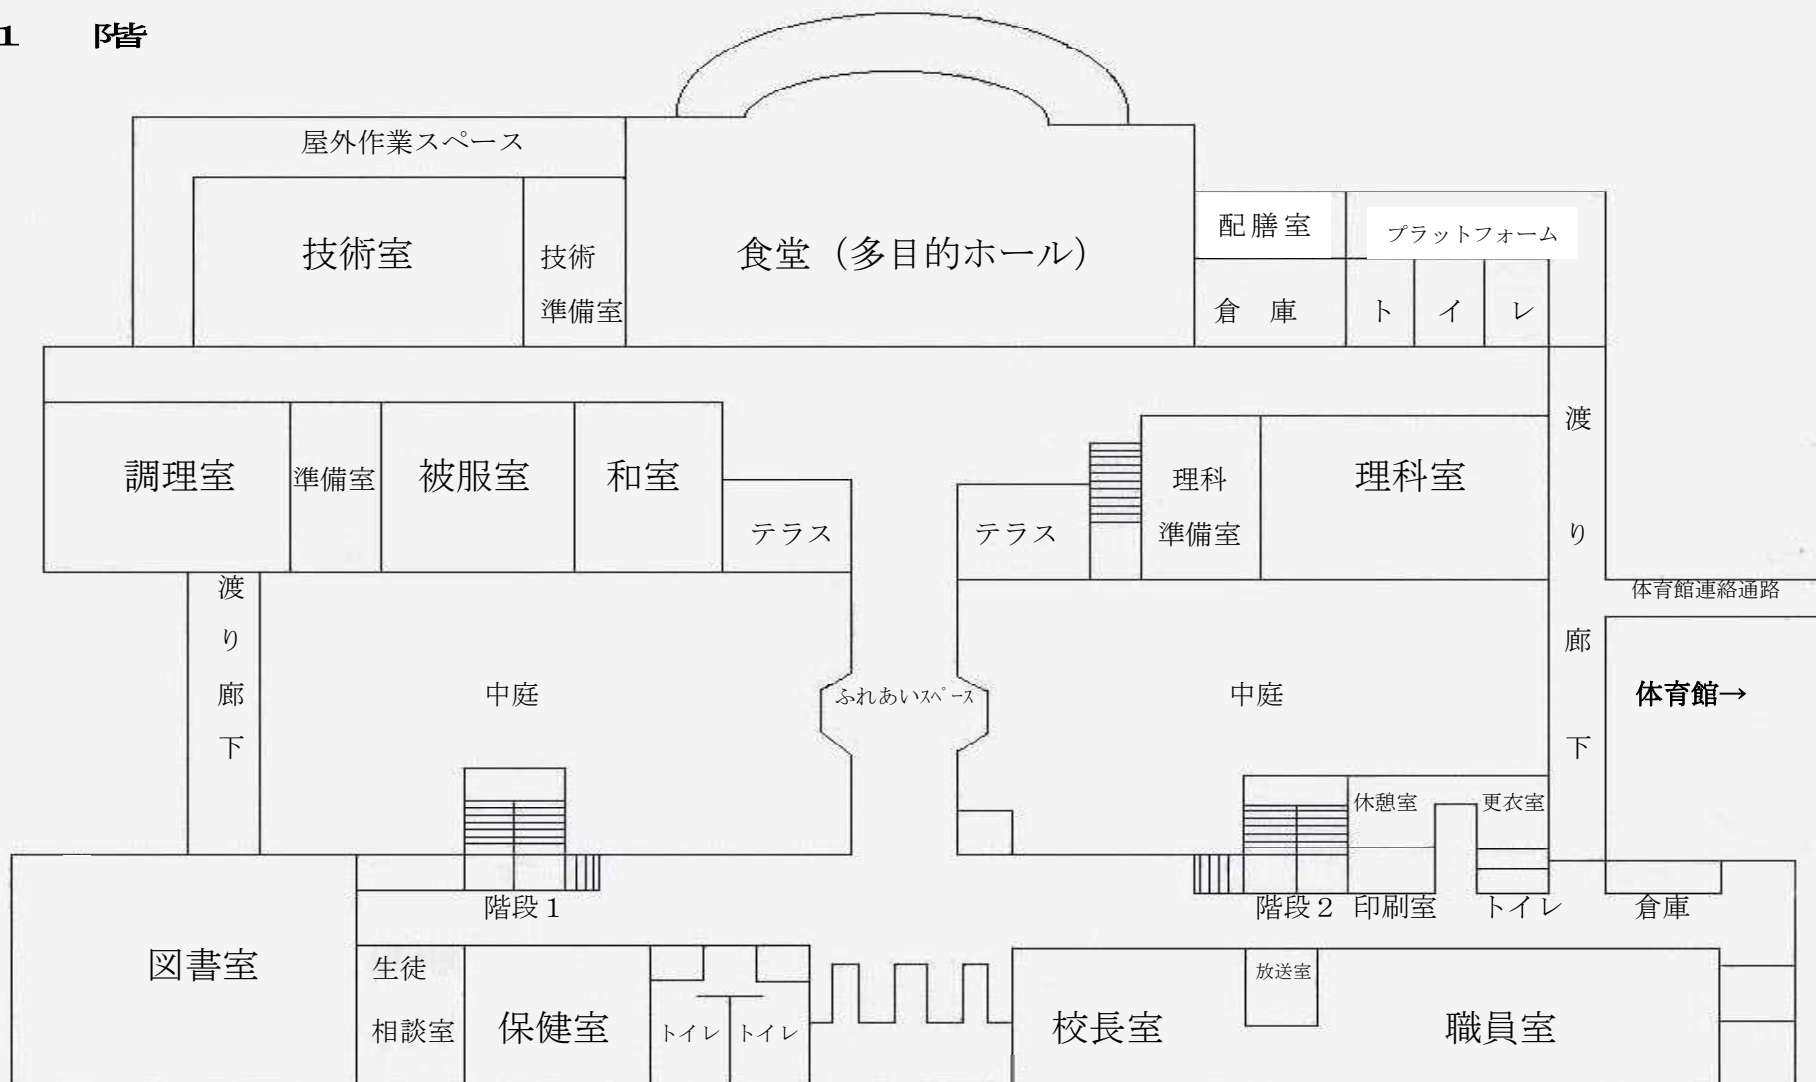 1　階
屋外作業スペース
技術室
技術
準備室
食堂（多目的ホール）
配膳室
プラットフォーム
倉　庫
ト　イ　レ
調理室
準備室
被服室
和室
テラス
テラス
理科
準備室
理科室
渡り廊下
渡り廊下
体育館連絡通路
中庭
ふれあいｽﾍﾟｰｽ
中庭
体育館→
休憩室
更衣室
階段１
階段２
印刷室
トイレ
倉庫
図書室
生徒
相談室
保健室
トイレ
トイレ
校長室
放送室
職員室